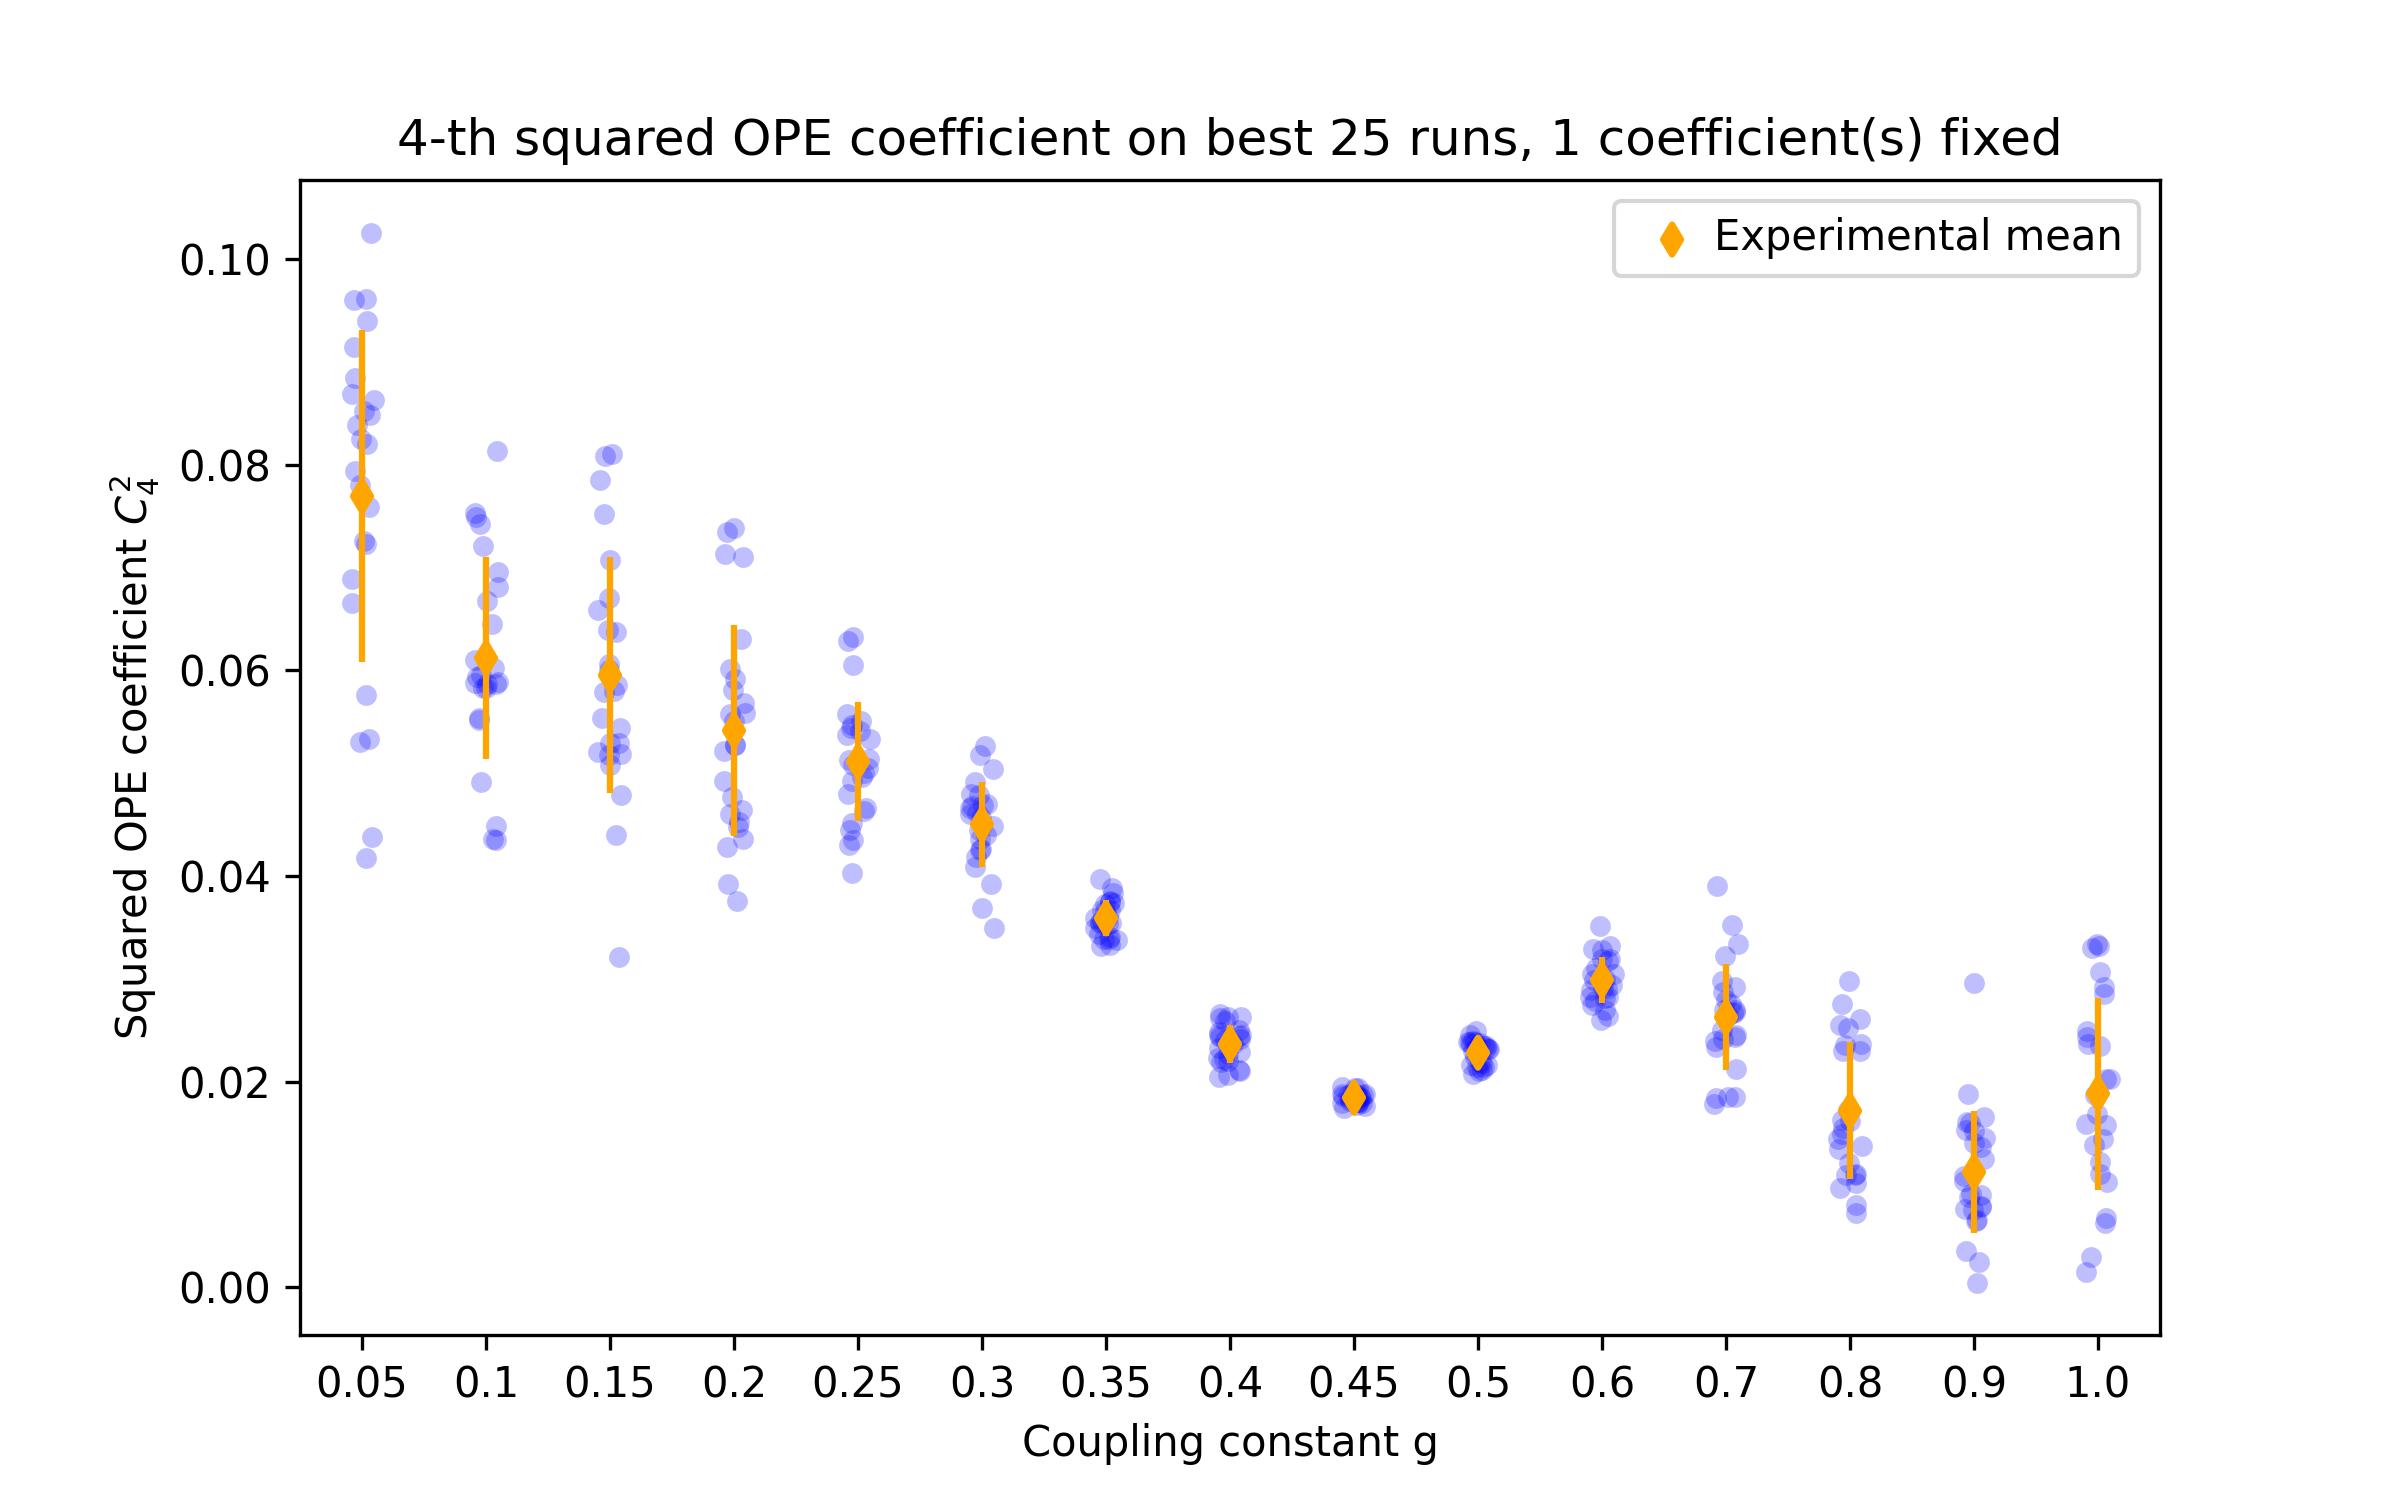 4-th squared OPE coefficient on best 25 runs, 1 coefficient(s) fixed
Experimental mean
Squared OPE coefficient $C_4^2$
0.10
0.08
0.06
0.04
0.02
0.00
0.05 0.1 0.15 0.2 0.25 0.3 0.35 0.4 0.45 0.5 0.6 0.7 0.8 0.9 1.0
Coupling constant g